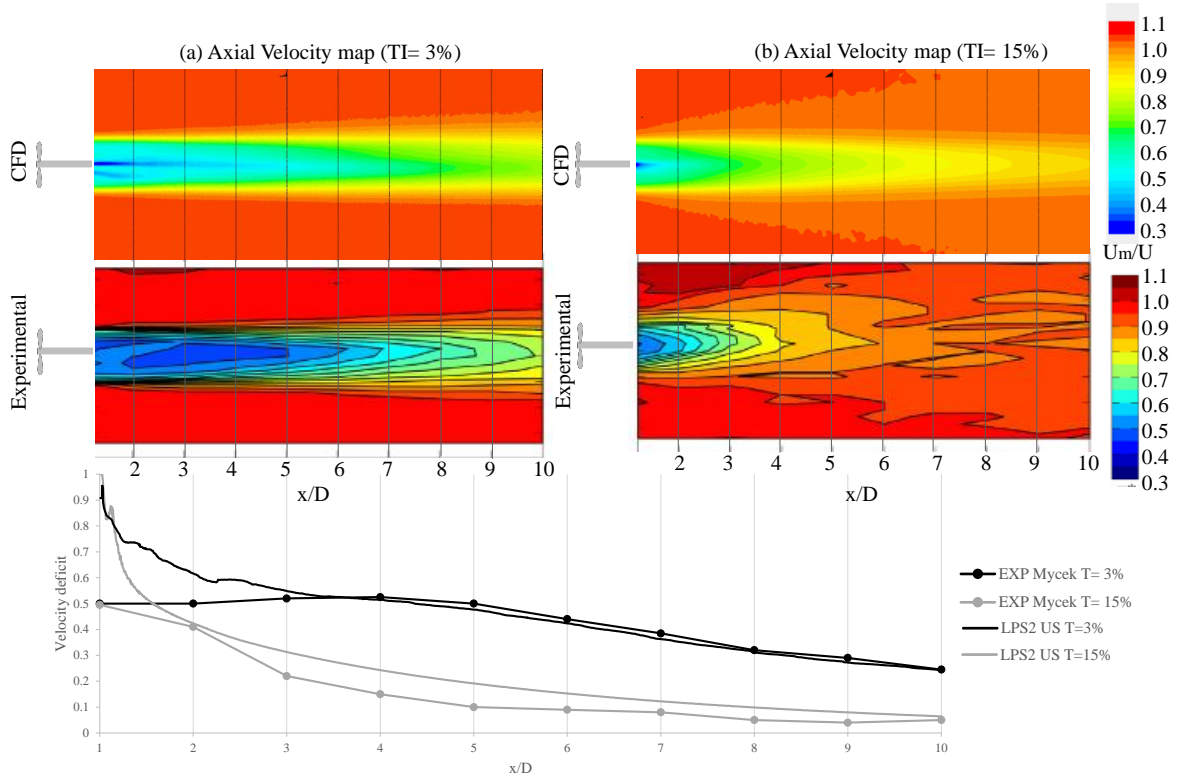 (a) Axial Velocity map (TI= 3%)
(b) Axial Velocity map (TI= 15%)
CFD
CFD
1.1
1.0
0.9
0.8
0.7
0.6
0.5
0.4
0.3
Um/U
Experimental
Experimental
1.1
1.0
0.9
0.8
0.7
0.6
0.5
0.4
0.3
2 3 4 5 6 7 8 9 10
x/D
2 3 4 5 6 7 8 9 10
x/D
1
0.9
0.8
0.7
0.6
0.5
0.4
0.3
0.2
0.1
0
Velocity deficit
1 2 3 4 5 6 7 8 9 10
x/D
EXP Mycek T= 3%
EXP Mycek T= 15%
LPS2 US T=3%
LPS2 US T=15%